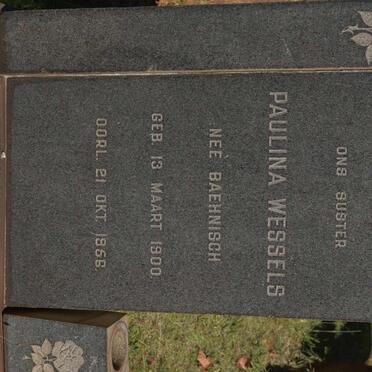 ONS SUSTER
PAULINA WESSELS
NEÉ BAEHNISCH
GEB. 13 MAART 1900.
OORL. 21 OKT. 1968.